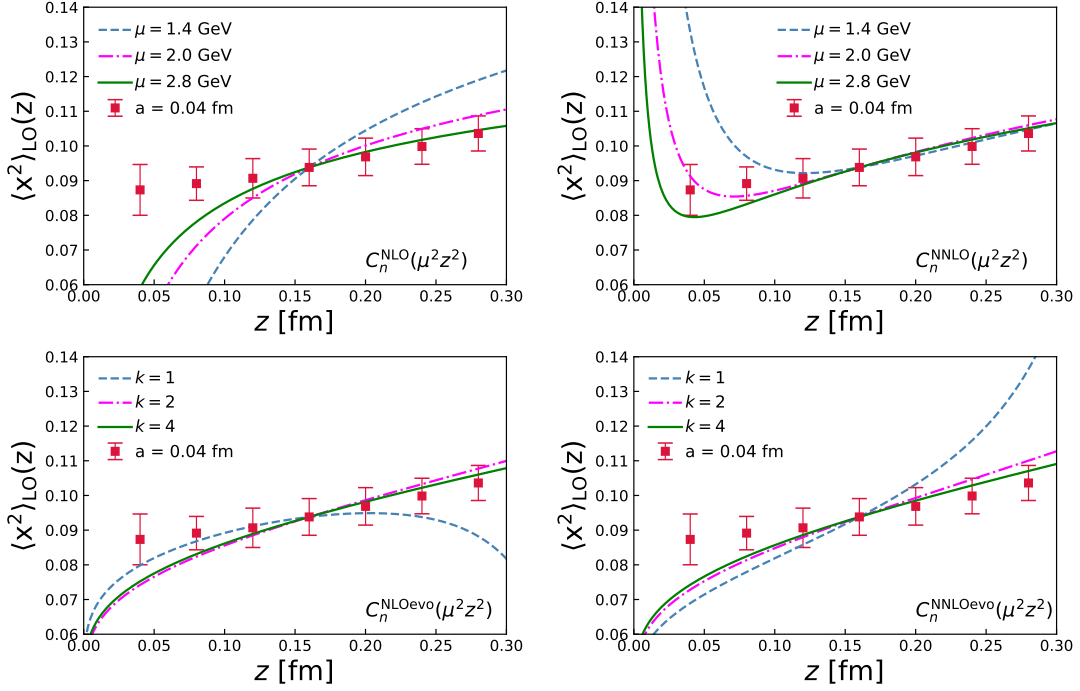 0.14
0.13
0.12
0.11
0.10
0.09
0.08
0.07
0.06
⟨x²⟩LO(z)
μ = 1.4 GeV
μ = 2.0 GeV
μ = 2.8 GeV
a = 0.04 fm
C_n^NLO(μ²z²)
0.00 0.05 0.10 0.15 0.20 0.25 0.30
z [fm]
0.14
0.13
0.12
0.11
0.10
0.09
0.08
0.07
0.06
⟨x²⟩LO(z)
μ = 1.4 GeV
μ = 2.0 GeV
μ = 2.8 GeV
a = 0.04 fm
C_n^NNLO(μ²z²)
0.00 0.05 0.10 0.15 0.20 0.25 0.30
z [fm]
0.14
0.13
0.12
0.11
0.10
0.09
0.08
0.07
0.06
⟨x²⟩LO(z)
k = 1
k = 2
k = 4
a = 0.04 fm
C_n^NLOevo(μ²z²)
0.00 0.05 0.10 0.15 0.20 0.25 0.30
z [fm]
0.14
0.13
0.12
0.11
0.10
0.09
0.08
0.07
0.06
⟨x²⟩LO(z)
k = 1
k = 2
k = 4
a = 0.04 fm
C_n^NNLOevo(μ²z²)
0.00 0.05 0.10 0.15 0.20 0.25 0.30
z [fm]